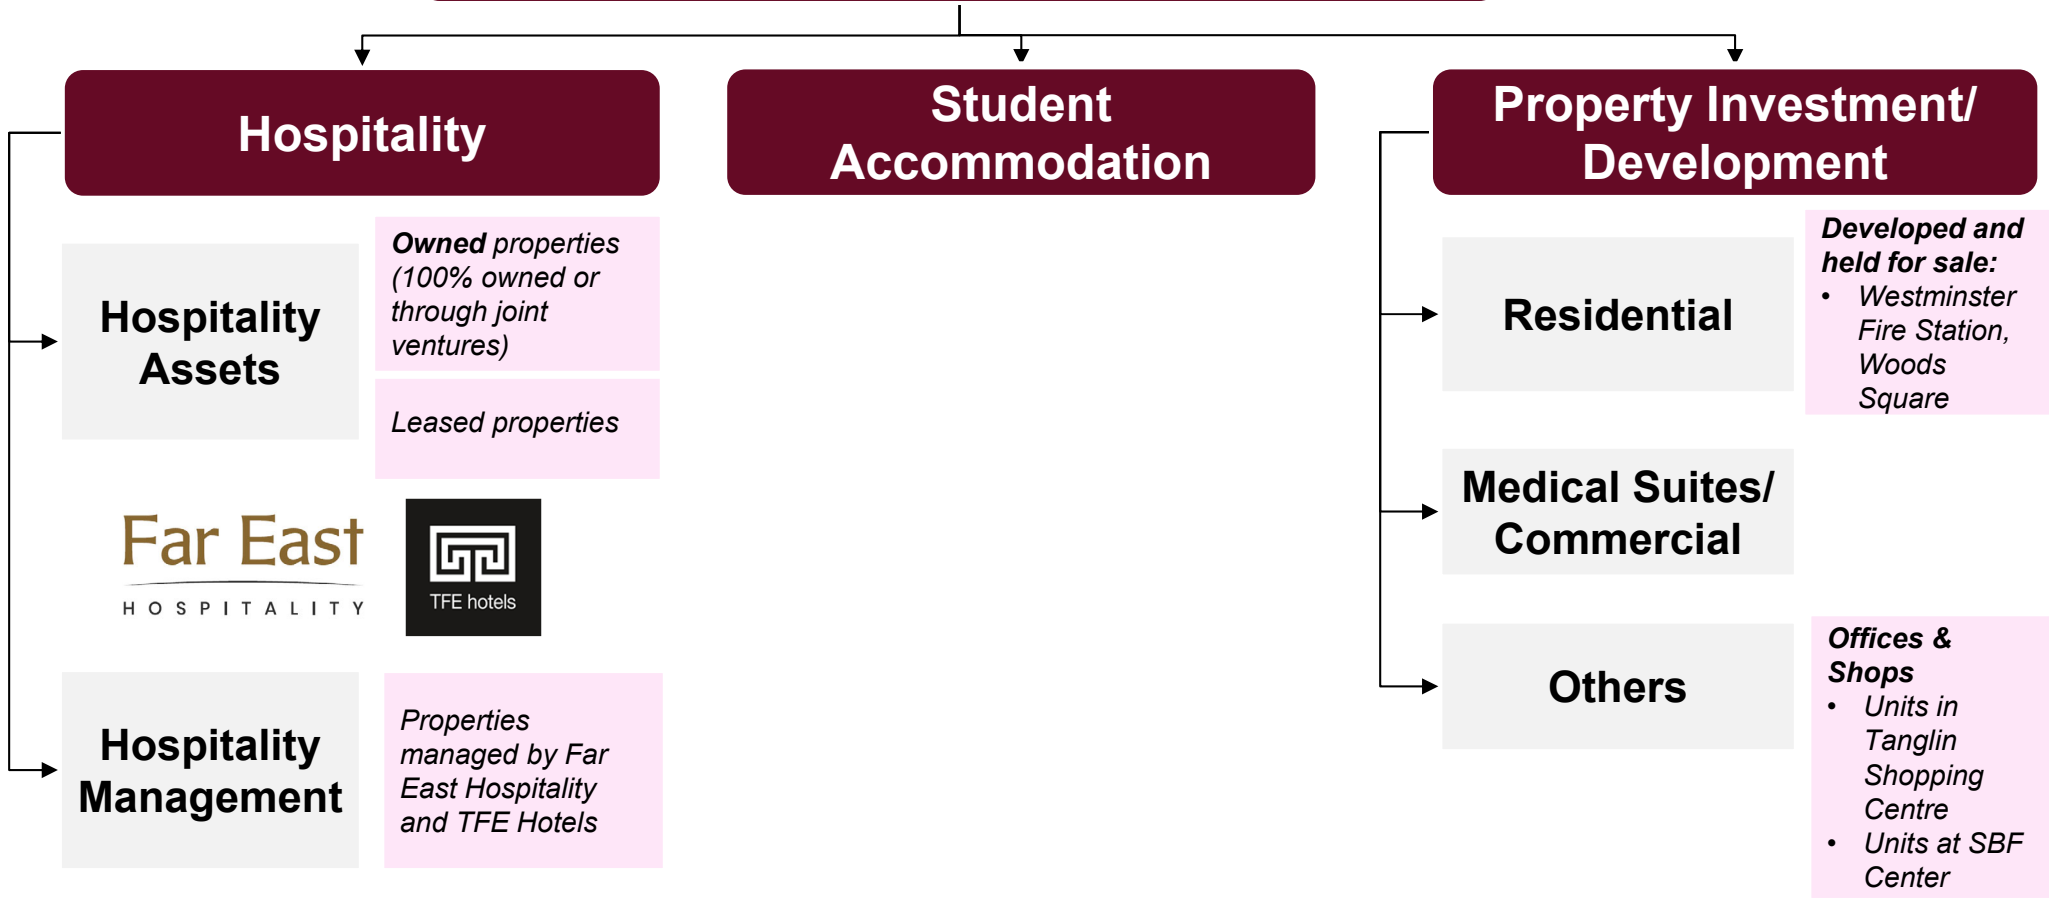 Hospitality
Student
Accommodation
Property Investment/
Development
Hospitality
Assets
Owned properties
(100% owned or
through joint
ventures)
Leased properties
Far East
HOSPITALITY
TFE hotels
Hospitality
Management
Properties
managed by Far
East Hospitality
and TFE Hotels
Residential
Developed and
held for sale:
• Westminster
Fire Station,
Woods
Square
Medical Suites/
Commercial
Others
Offices &
Shops
• Units in
Tanglin
Shopping
Centre
• Units at SBF
Center